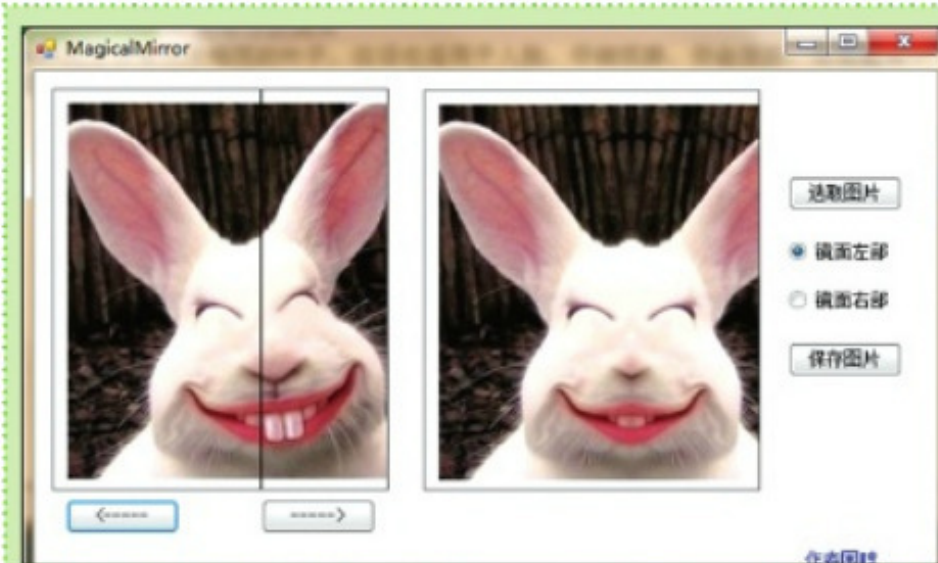 MagicalMirror
选取图片
镜面左部
镜面右部
保存图片
<-----
----->